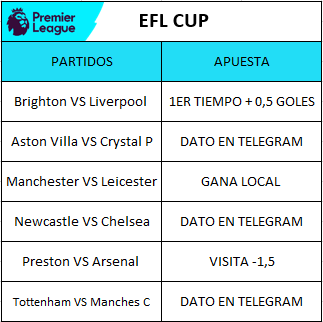 Premier League
EFL CUP
PARTIDOS APUESTA
Brighton VS Liverpool 1ER TIEMPO + 0,5 GOLES
Aston Villa VS Crystal P DATO EN TELEGRAM
Manchester VS Leicester GANA LOCAL
Newcastle VS Chelsea DATO EN TELEGRAM
Preston VS Arsenal VISITA -1,5
Tottenham VS Manches C DATO EN TELEGRAM